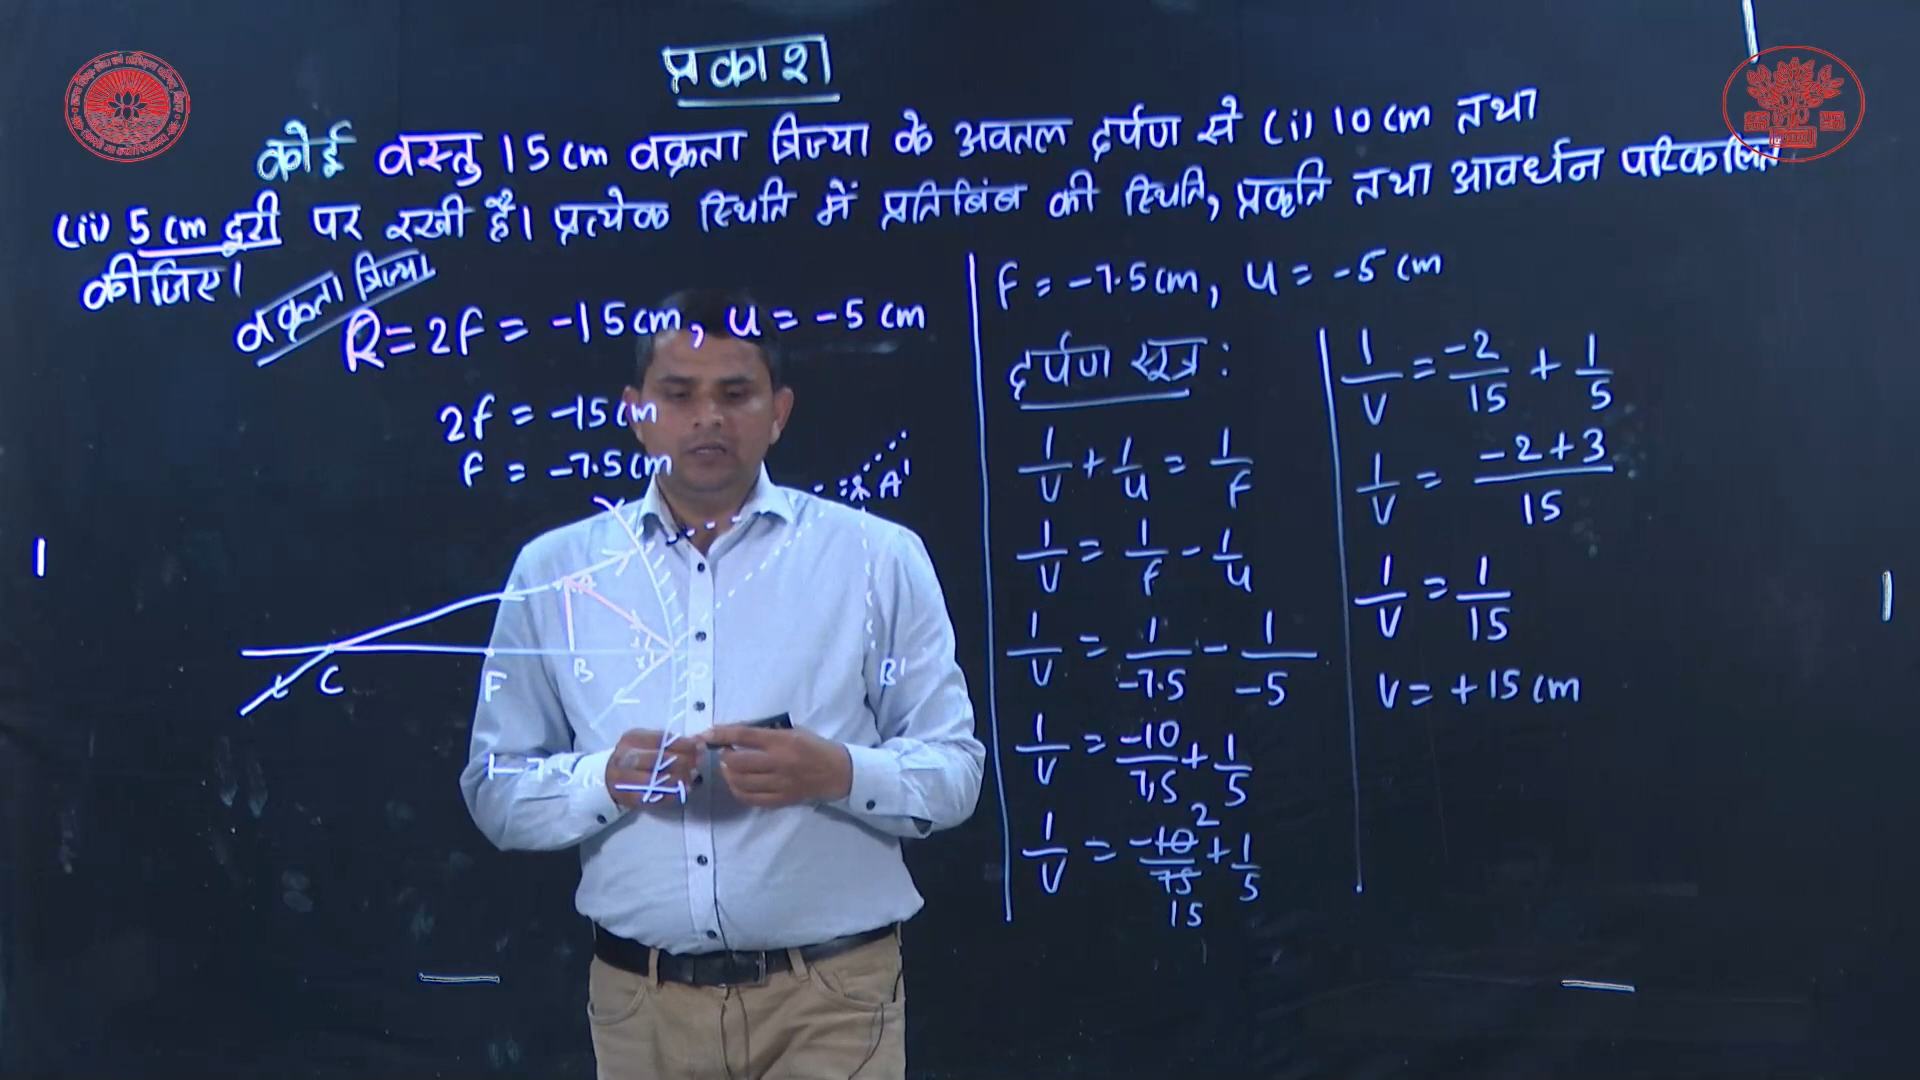 प्रकाश
कोई वस्तु 15 cm वक्रता त्रिज्या के अवतल दर्पण से (i) 10 cm तथा
(ii) 5 cm दूरी पर रखी है। प्रत्येक स्थिति में प्रतिबिंब की स्थिति, प्रकृति तथा आवर्धन परिकलित
कीजिए।
वक्रता त्रिज्या
R = 2f = -15 cm, u = -5 cm
2f = -15 cm
f = -7.5 cm
A'
A
C F B B'
7.5 c
f = -7.5 cm, u = -5 cm
दर्पण सूत्र :
1/v + 1/u = 1/f
1/v = 1/f - 1/u
1/v = 1/-7.5 - 1/-5
1/v = -10/7.5 + 1/5
1/v = -10/75 + 1/5
2
15
1/v = -2/15 + 1/5
1/v = -2+3/15
1/v = 1/15
v = +15 cm